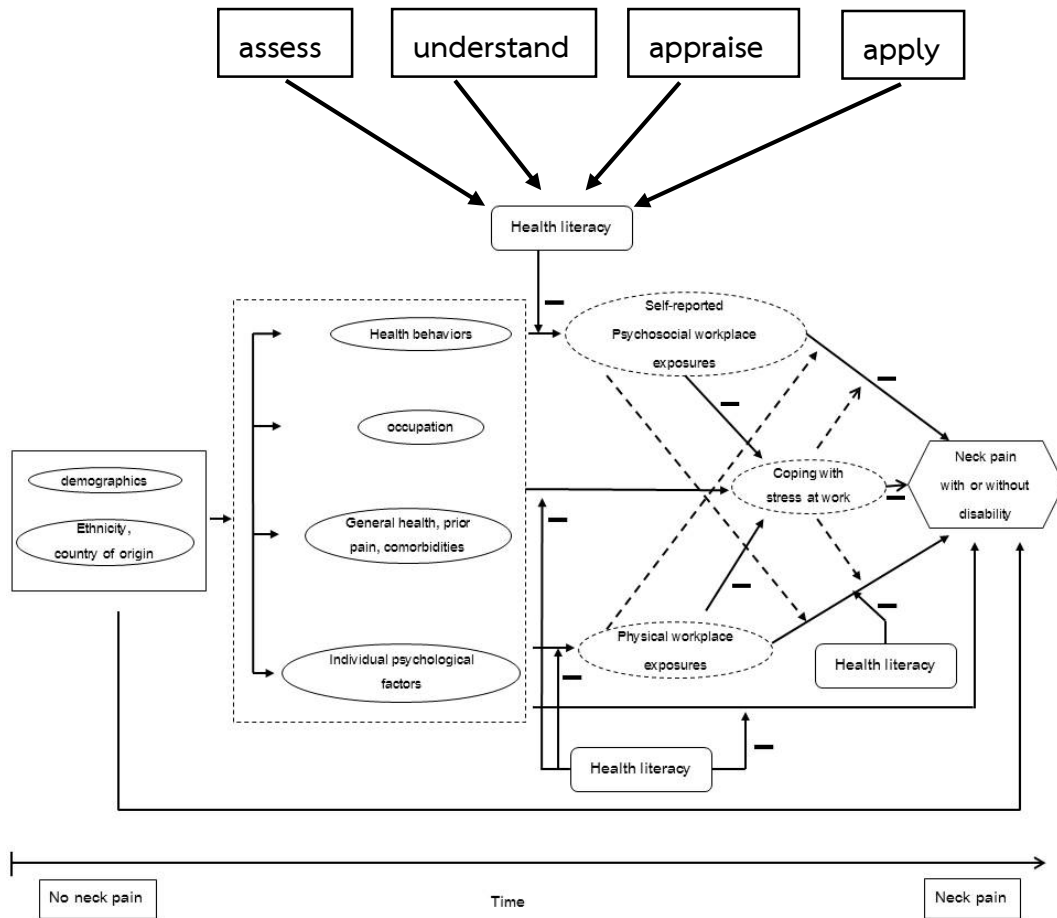 assess
understand
appraise
apply
Health literacy
Self-reported
Psychosocial workplace
exposures
Health behaviors
occupation
Coping with
stress at work
Neck pain
with or without
disability
demographics
Ethnicity,
country of origin
General health, prior
pain, comorbidities
Physical workplace
exposures
Individual psychological
factors
Health literacy
Health literacy
No neck pain
Time
Neck pain